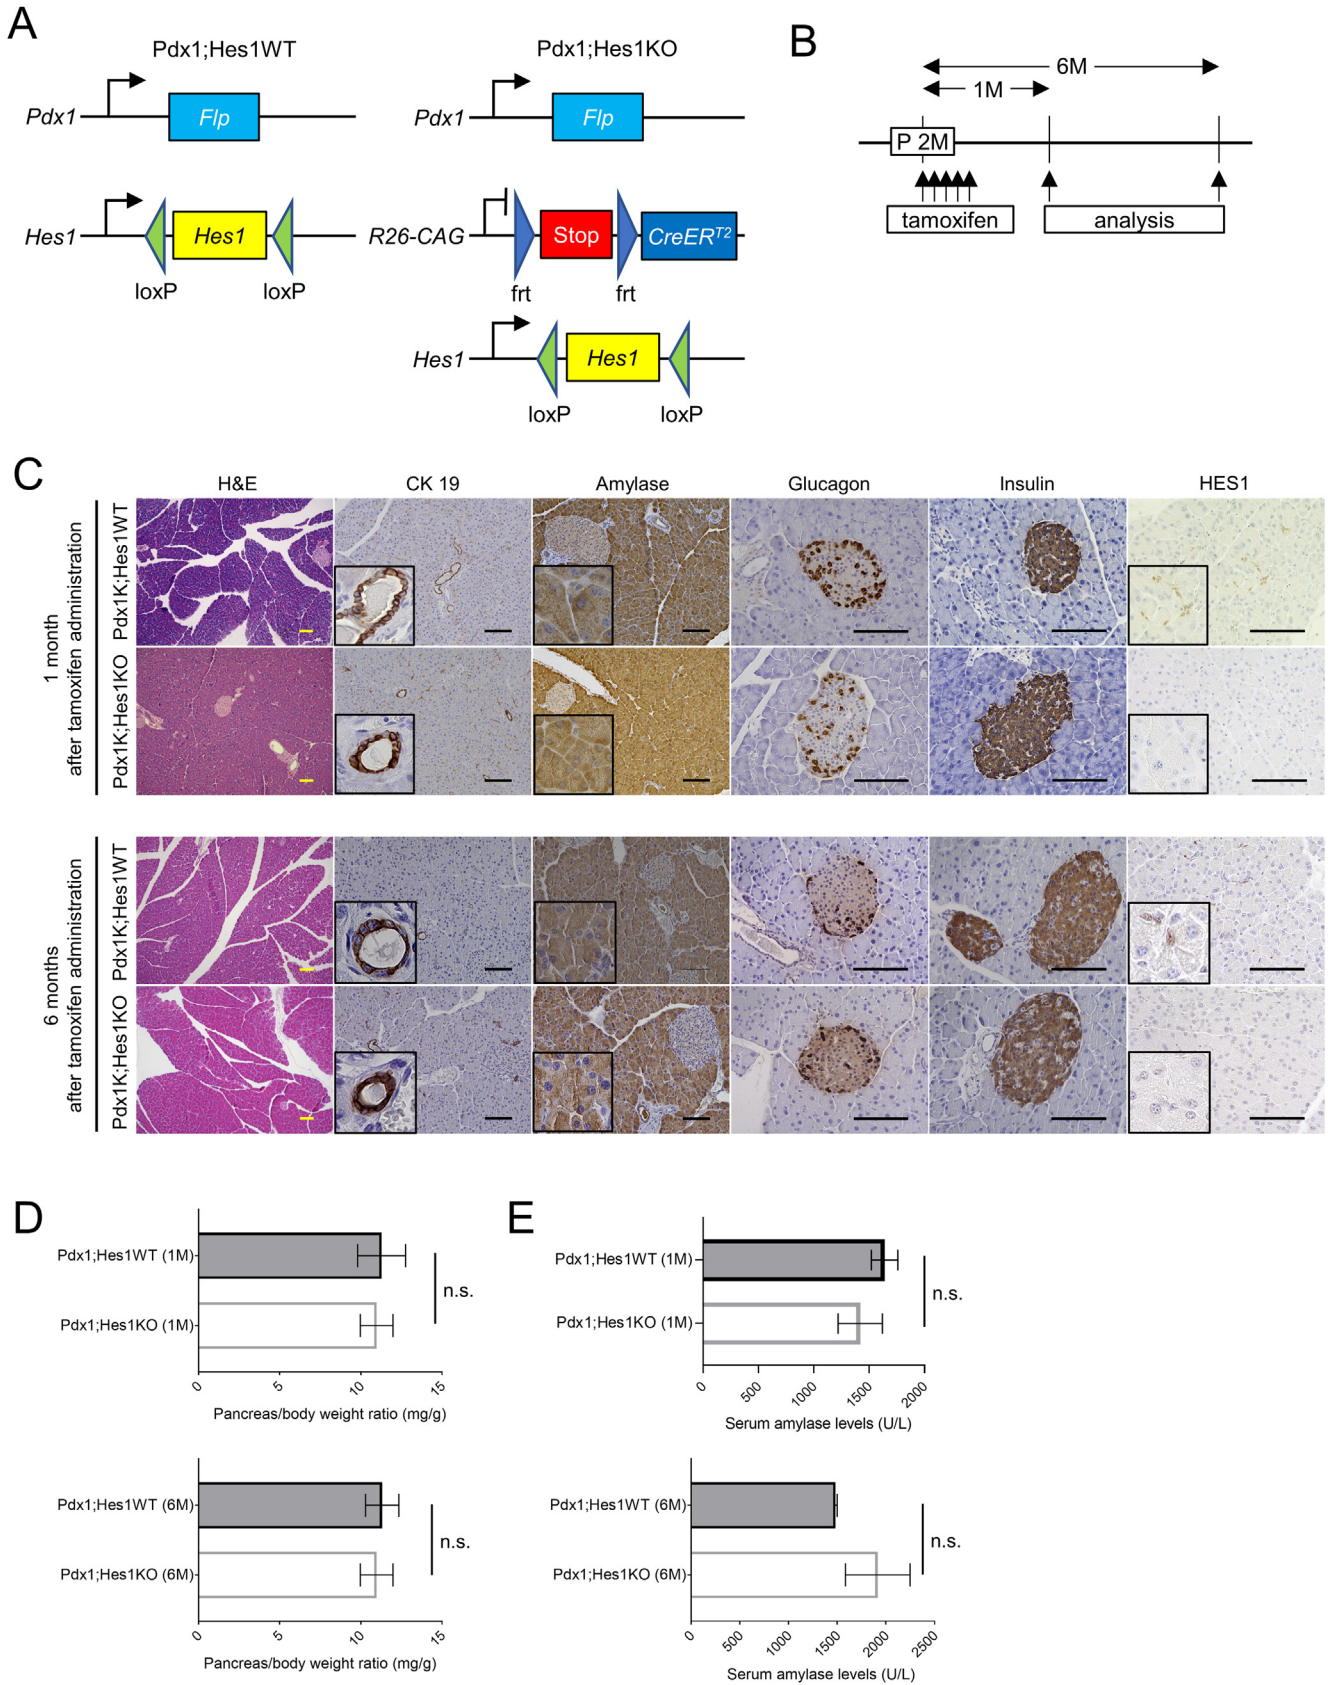 A
Pdx1;Hes1WT
Pdx1;Hes1KO
Pdx1
Flp
Pdx1
Flp
Hes1
Hes1
loxP
loxP
R26-CAG
Stop
CreERT2
frt
frt
Hes1
Hes1
loxP
loxP
B
6M
1M
P 2M
tamoxifen
analysis
C
H&E
CK 19
Amylase
Glucagon
Insulin
HES1
1 month
after tamoxifen administration
Pdx1K;Hes1WT
Pdx1K;Hes1KO
6 months
after tamoxifen administration
Pdx1K;Hes1WT
Pdx1K;Hes1KO
D
Pdx1;Hes1WT (1M)
Pdx1;Hes1KO (1M)
n.s.
0 5 10 15
Pancreas/body weight ratio (mg/g)
Pdx1;Hes1WT (6M)
Pdx1;Hes1KO (6M)
n.s.
0 5 10 15
Pancreas/body weight ratio (mg/g)
E
Pdx1;Hes1WT (1M)
Pdx1;Hes1KO (1M)
n.s.
0 500 1000 1500 2000
Serum amylase levels (U/L)
Pdx1;Hes1WT (6M)
Pdx1;Hes1KO (6M)
n.s.
0 500 1000 1500 2000 2500
Serum amylase levels (U/L)